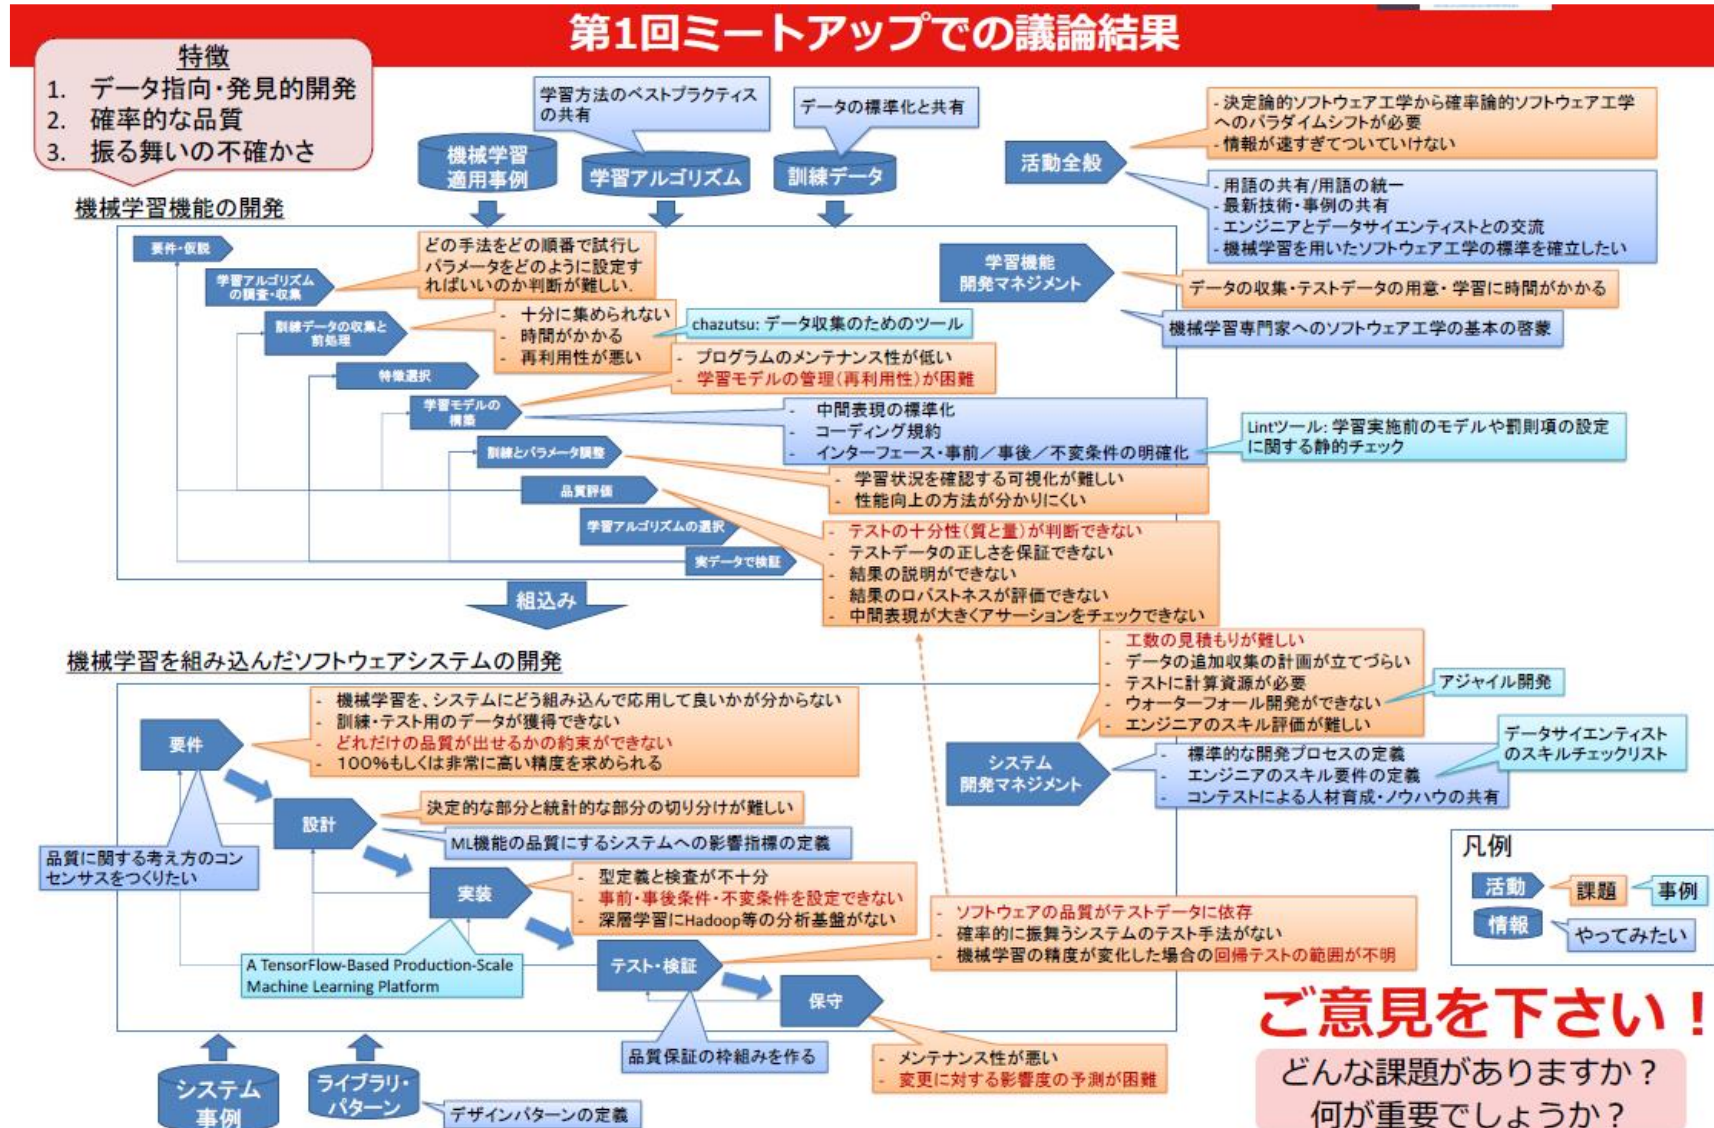 第1回ミートアップでの議論結果
特徴
1. データ指向・発見的開発
2. 確率的な品質
3. 振る舞いの不確かさ
学習方法のベストプラクティス
の共有
データの標準化と共有
機械学習
適用事例
学習アルゴリズム
訓練データ
活動全般
- 決定論的ソフトウェア工学から確率論的ソフトウェア工学
へのパラダイムシフトが必要
- 情報が速すぎてついていけない
- 用語の共有/用語の統一
- 最新技術・事例の共有
- エンジニアとデータサイエンティストとの交流
- 機械学習を用いたソフトウェア工学の標準を確立したい
機械学習機能の開発
要件・仮説
学習アルゴリズム
の調査・収集
どの手法をどの順番で試行し
パラメータをどのように設定す
ればいいのか判断が難しい.
訓練データの収集と
前処理
- 十分に集められない
- 時間がかかる
- 再利用性が悪い
chazutsu: データ収集のためのツール
学習機能
開発マネジメント
データの収集・テストデータの用意・学習に時間がかかる
機械学習専門家へのソフトウェア工学の基本の啓蒙
特徴選択
- プログラムのメンテナンス性が低い
- 学習モデルの管理(再利用性)が困難
学習モデルの
構築
- 中間表現の標準化
- コーディング規約
- インターフェース・事前／事後／不変条件の明確化
Lintツール: 学習実施前のモデルや罰則項の設定
に関する静的チェック
訓練とパラメータ調整
- 学習状況を確認する可視化が難しい
- 性能向上の方法が分かりにくい
品質評価
- テストの十分性(質と量)が判断できない
- テストデータの正しさを保証できない
- 結果の説明ができない
- 結果のロバストネスが評価できない
- 中間表現が大きくアサーションをチェックできない
学習アルゴリズムの選択
実データで検証
組込み
機械学習を組み込んだソフトウェアシステムの開発
要件
- 機械学習を、システムにどう組み込んで応用して良いかが分からない
- 訓練・テスト用のデータが獲得できない
- どれだけの品質が出せるかの約束ができない
- 100%もしくは非常に高い精度を求められる
- 工数の見積もりが難しい
- データの追加収集の計画が立てづらい
- テストに計算資源が必要
- ウォーターフォール開発ができない
- エンジニアのスキル評価が難しい
アジャイル開発
システム
開発マネジメント
- 標準的な開発プロセスの定義
- エンジニアのスキル要件の定義
- コンテストによる人材育成・ノウハウの共有
データサイエンティスト
のスキルチェックリスト
設計
決定的な部分と統計的な部分の切り分けが難しい
ML機能の品質にするシステムへの影響指標の定義
品質に関する考え方のコン
センサスをつくりたい
実装
- 型定義と検査が不十分
- 事前・事後条件・不変条件を設定できない
- 深層学習にHadoop等の分析基盤がない
A TensorFlow-Based Production-Scale
Machine Learning Platform
テスト・検証
- ソフトウェアの品質がテストデータに依存
- 確率的に振舞うシステムのテスト手法がない
- 機械学習の精度が変化した場合の回帰テストの範囲が不明
保守
品質保証の枠組みを作る
- メンテナンス性が悪い
- 変更に対する影響度の予測が困難
システム
事例
ライブラリ・
パターン
デザインパターンの定義
凡例
活動
課題
事例
情報
やってみたい
ご意見を下さい！
どんな課題がありますか？
何が重要でしょうか？